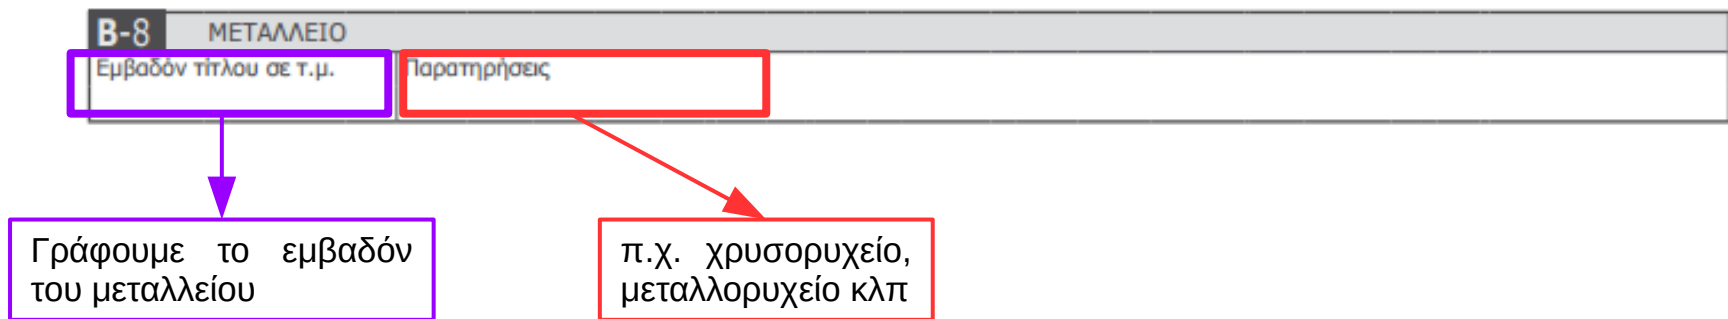 B-8 ΜΕΤΑΛΛΕΙΟ
Εμβαδόν τίτλου σε τ.μ. Παρατηρήσεις
Γράφουμε το εμβαδόν
του μεταλλείου
π.χ. χρυσορυχείο,
μεταλλορυχείο κλπ